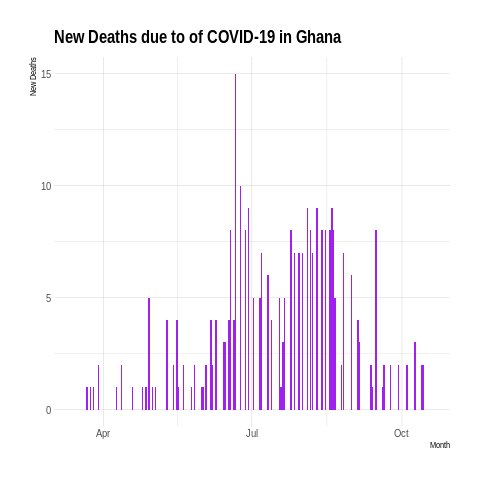 New Deaths due to of COVID-19 in Ghana
New Deaths
15
10
5
0
Apr
Jul
Oct
Month